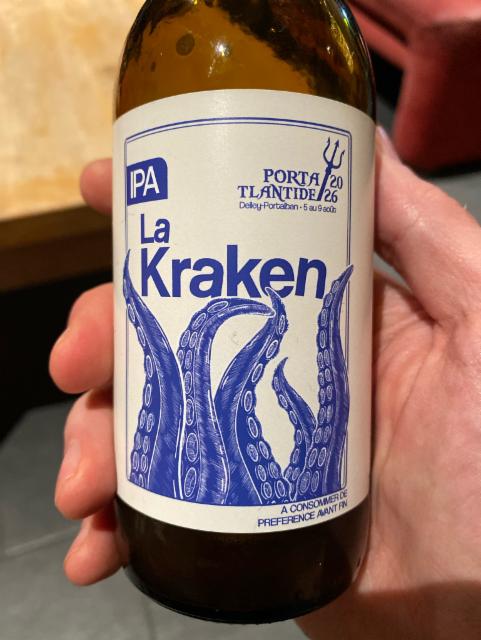 IPA
PORTA 20
TLANTIDE 26
Delley-Portalban • 5 au 9 août
La
Kraken
A CONSOMMER DE
PREFERENCE AVANT FIN